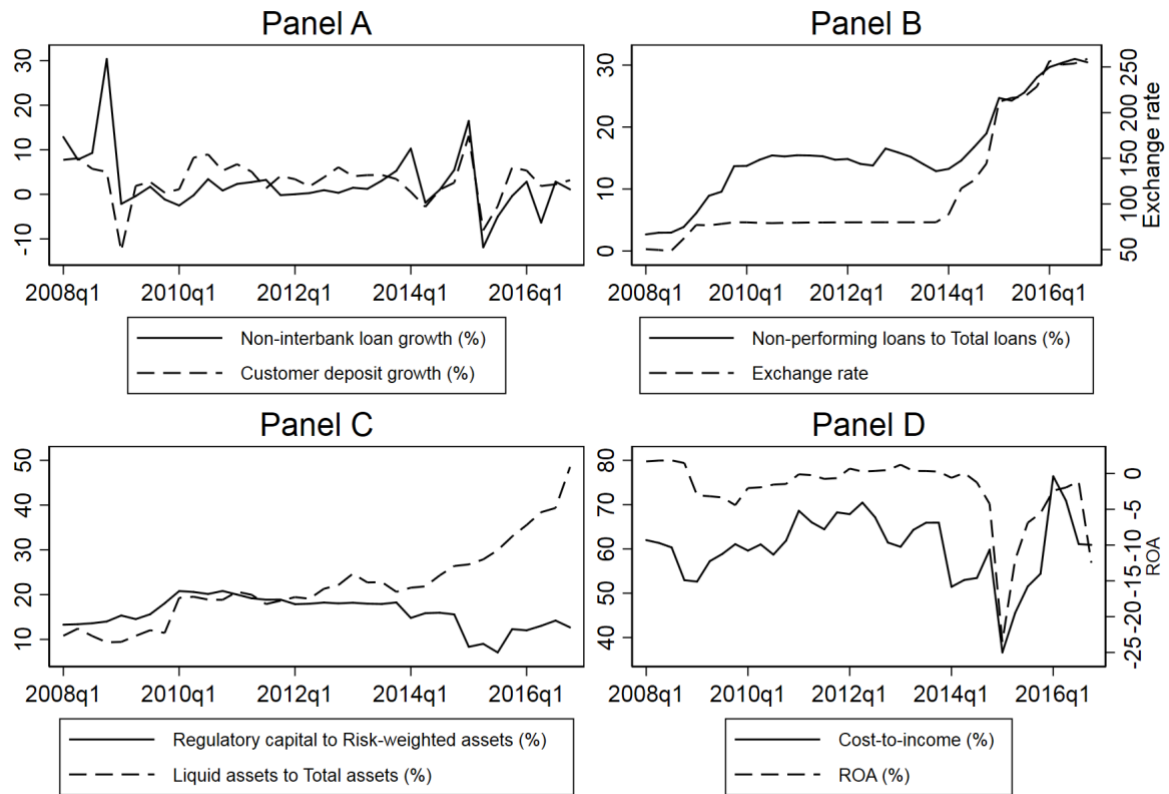 Panel A
30
20
10
0
-10
2008q1 2010q1 2012q1 2014q1 2016q1
Non-interbank loan growth (%)
Customer deposit growth (%)
Panel B
30
20
10
0
250
200
150
100
50
Exchange rate
2008q1 2010q1 2012q1 2014q1 2016q1
Non-performing loans to Total loans (%)
Exchange rate
Panel C
50
40
30
20
10
2008q1 2010q1 2012q1 2014q1 2016q1
Regulatory capital to Risk-weighted assets (%)
Liquid assets to Total assets (%)
Panel D
80
70
60
50
40
0
-5
-10
-15
-20
-25
ROA
2008q1 2010q1 2012q1 2014q1 2016q1
Cost-to-income (%)
ROA (%)